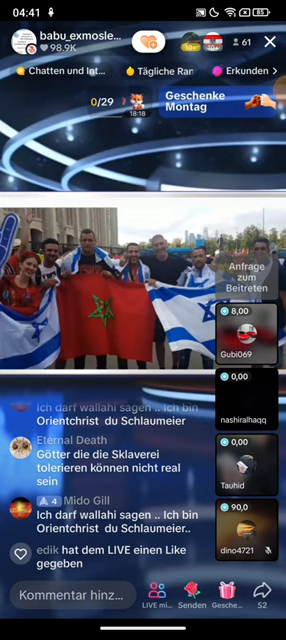 04:41
85
babu_exmosle...
98.9K
10+
10+
61
Chatten und Int...
Tägliche Ran
Erkunden
0/29
18:18
Geschenke
Montag
Anfrage
zum
Beitreten
8,00
Gubi069
0,00
nashiralhaqq
0,00
Tauhid
90,0
dino4721
Ich darf wallahi sagen .. Ich bin
Orientchrist du Schlaumeier
Eternal Death
Götter die die Sklaverei
tolerieren können nicht real
sein
4 Mido Gill
Ich darf wallahi sagen .. Ich bin
Orientchrist du Schlaumeier..
edik hat dem LIVE einen Like
gegeben
Kommentar hinz...
LIVE mi...
Senden
Gesche...
52